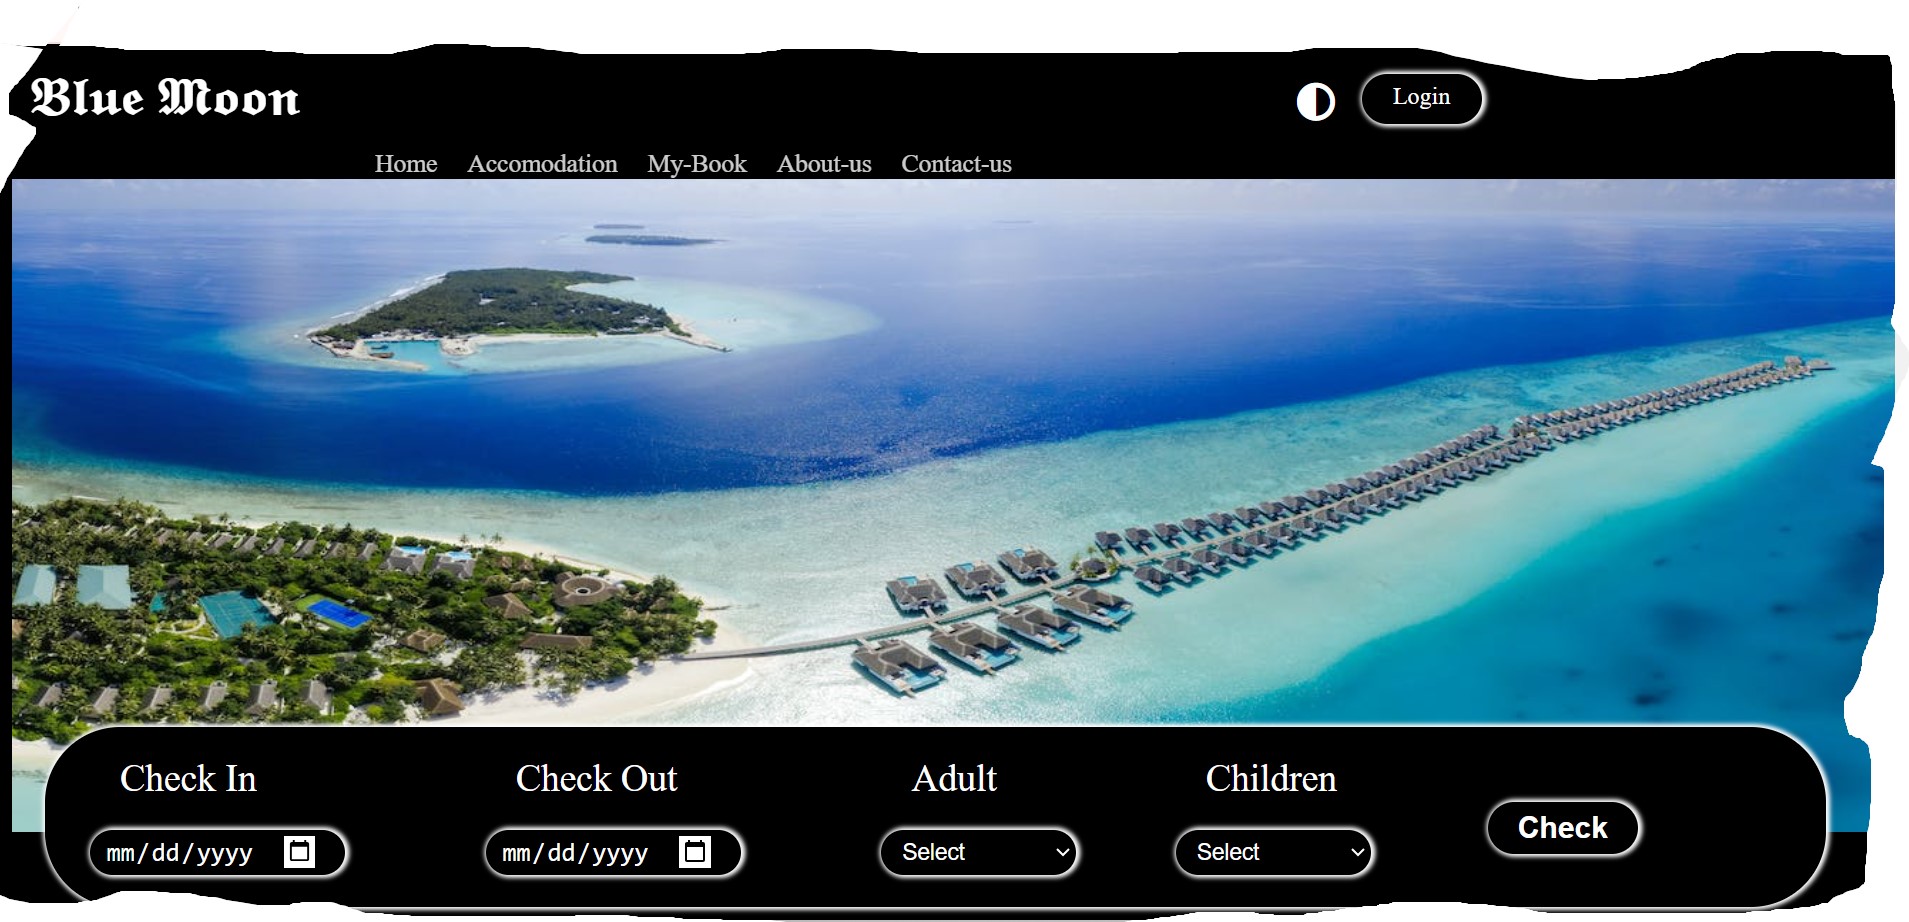 Blue Moon
Login
Home Accomodation My-Book About-us Contact-us
Check In Check Out Adult Children
mm/dd/yyyy mm/dd/yyyy Select Select Check